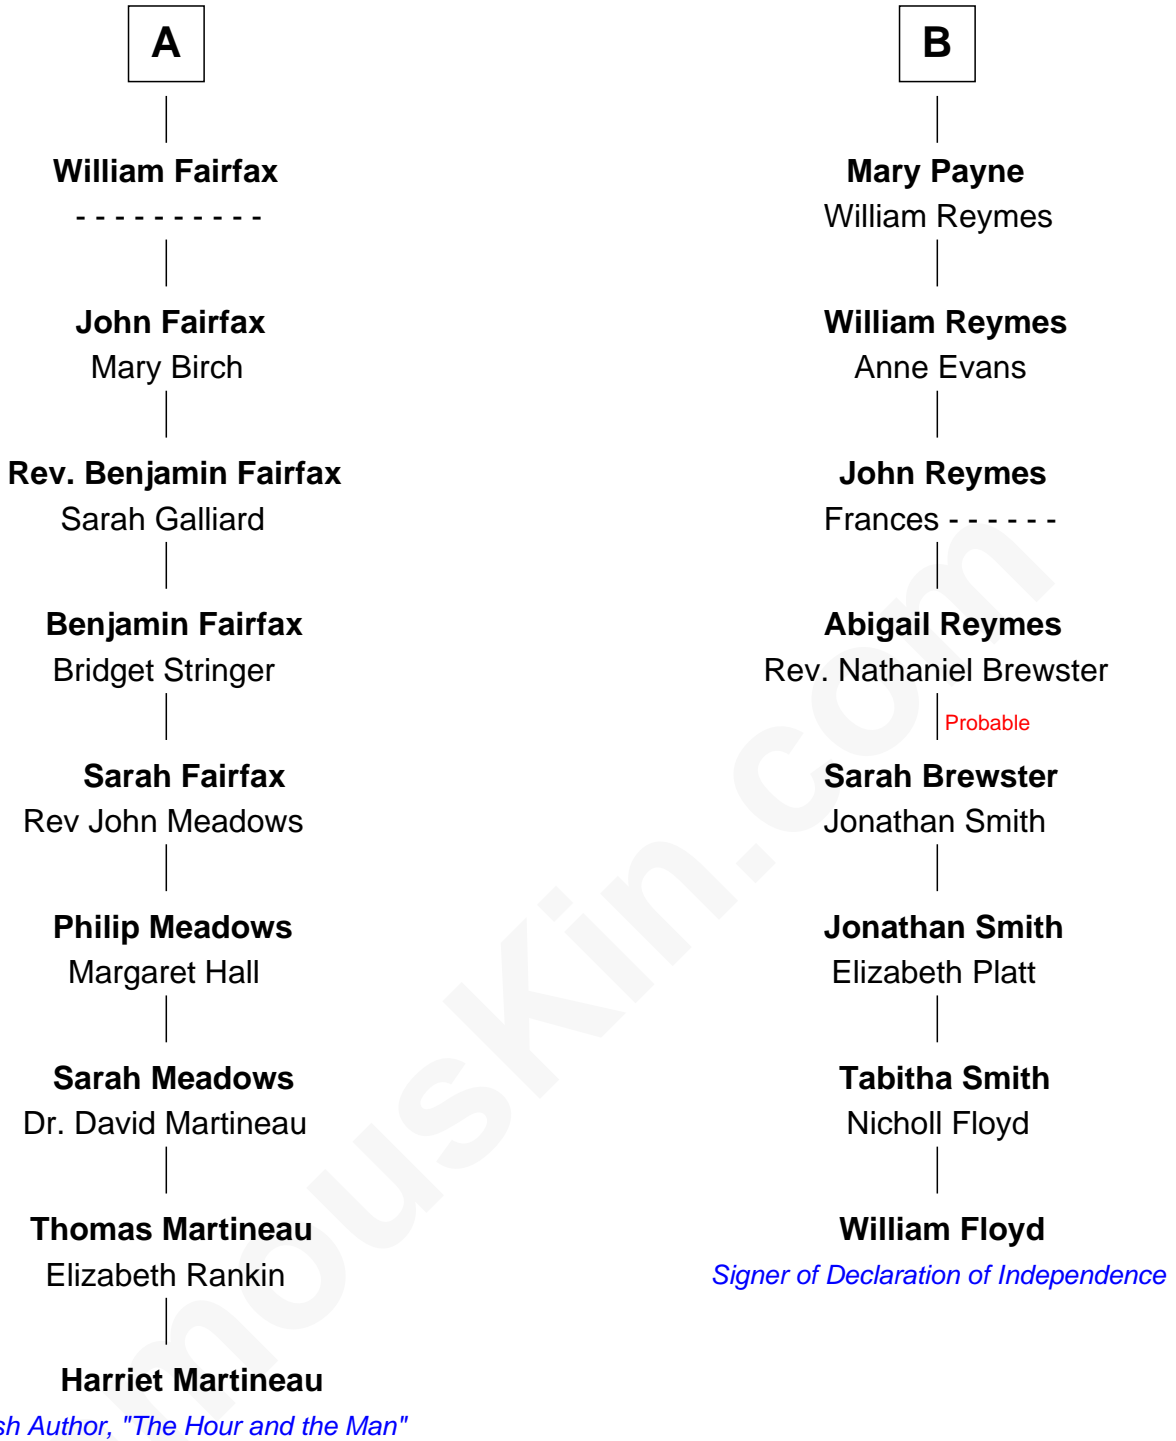 A
William Fairfax
- - - - - - - - - -
John Fairfax
Mary Birch
Rev. Benjamin Fairfax
Sarah Galliard
Benjamin Fairfax
Bridget Stringer
Sarah Fairfax
Rev John Meadows
Philip Meadows
Margaret Hall
Sarah Meadows
Dr. David Martineau
Thomas Martineau
Elizabeth Rankin
Harriet Martineau
sh Author, "The Hour and the Man"
B
Mary Payne
William Reymes
William Reymes
Anne Evans
John Reymes
Frances - - - - - -
Abigail Reymes
Rev. Nathaniel Brewster
Probable
Sarah Brewster
Jonathan Smith
Jonathan Smith
Elizabeth Platt
Tabitha Smith
Nicholl Floyd
William Floyd
Signer of Declaration of Independence
mousKin.com